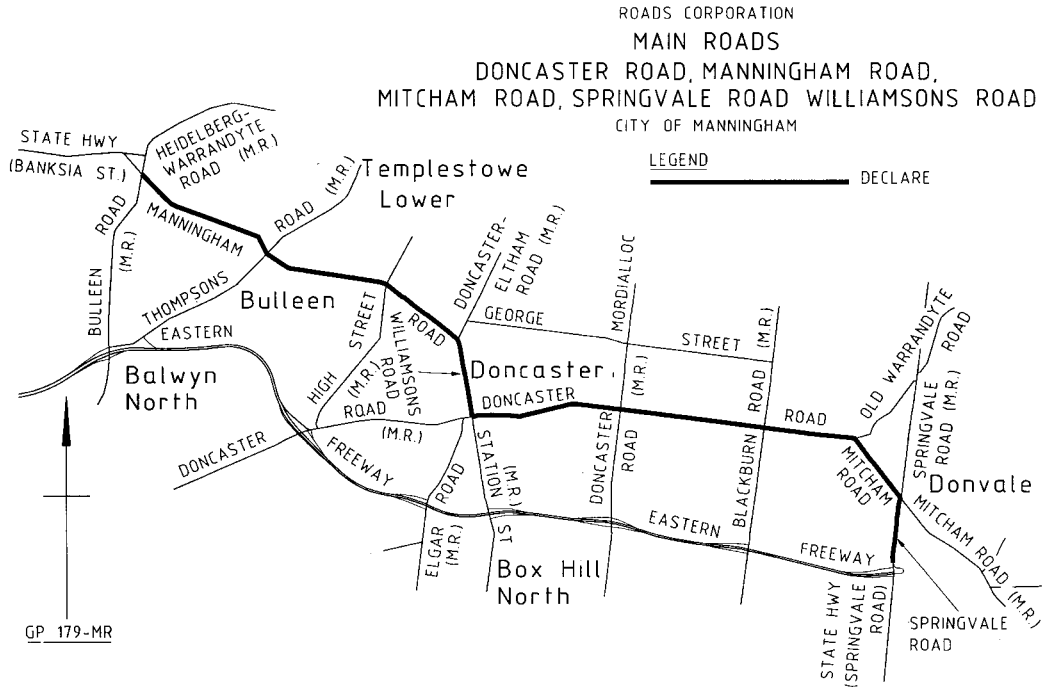 ROADS CORPORATION
MAIN ROADS
DONCASTER ROAD, MANNINGHAM ROAD,
MITCHAM ROAD, SPRINGVALE ROAD WILLIAMSONS ROAD
CITY OF MANNINGHAM
LEGEND
DECLARE
STATE HWY
(BANKSIA ST.)
HEIDELBERG-
WARRANDYTE
ROAD (M.R.)
Templestowe
Lower
MANNINGHAM
ROAD
BULLEEN ROAD
(M.R.)
THOMPSONS ROAD (M.R.)
Bulleen
EASTERN
Balwyn
North
HIGH STREET
(M.R.)
WILLIAMSONS
ROAD
DONCASTER-
ELTHAM
ROAD (M.R.)
GEORGE STREET
MORDIALLOC
DONCASTER ROAD
(M.R.)
Doncaster
DONCASTER ROAD
(M.R.)
DONCASTER ROAD
BLACKBURN ROAD (M.R.)
OLD WARRANDYTE
ROAD
SPRINGVALE
ROAD (M.R.)
MITCHAM
ROAD
Donvale
MITCHAM ROAD (M.R.)
FREEWAY
ELGAR ROAD
(M.R.)
STATION ST
(M.R.)
Box Hill
North
EASTERN FREEWAY
STATE HWY
(SPRINGVALE
ROAD)
SPRINGVALE
ROAD
GP 179-MR